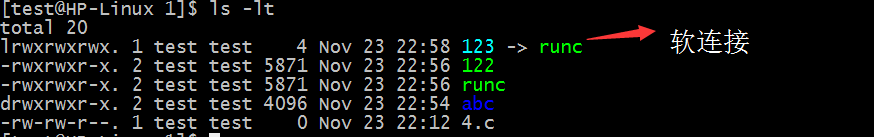 [test@HP-Linux 1]$ ls -lt
total 20
lrwxrwxrwx. 1 test test    4 Nov 23 22:58 123 -> runc 软连接
-rwxrwxr-x. 2 test test 5871 Nov 23 22:56 122
-rwxrwxr-x. 2 test test 5871 Nov 23 22:56 runc
drwxrwxr-x. 2 test test 4096 Nov 23 22:54 abc
-rw-rw-r--. 1 test test    0 Nov 23 22:12 4.c